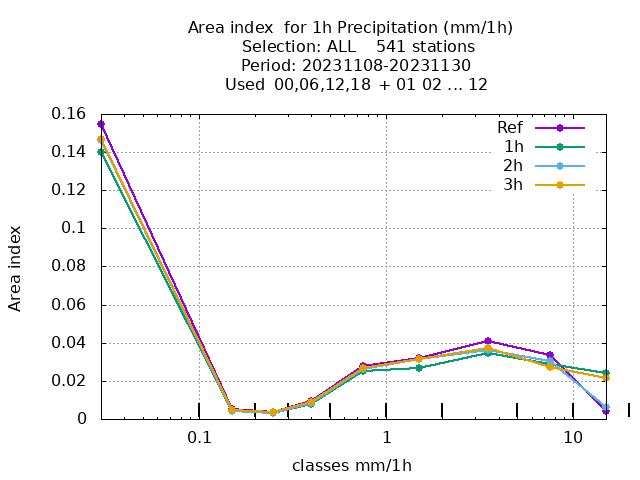 Area index  for 1h Precipitation (mm/1h)
Selection: ALL    541 stations
Period: 20231108-20231130
Used  00,06,12,18  + 01 02 ... 12
Ref
1h
2h
3h
0.16
0.14
0.12
0.1
0.08
0.06
0.04
0.02
0
Area index
0.1 1 10
classes mm/1h